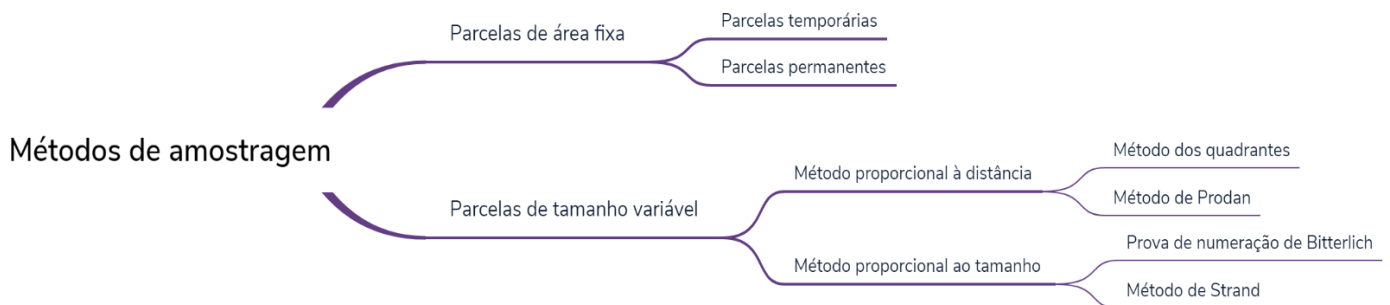 Métodos de amostragem
Parcelas de área fixa
Parcelas temporárias
Parcelas permanentes
Parcelas de tamanho variável
Método proporcional à distância
Método dos quadrantes
Método de Prodan
Método proporcional ao tamanho
Prova de numeração de Bitterlich
Método de Strand